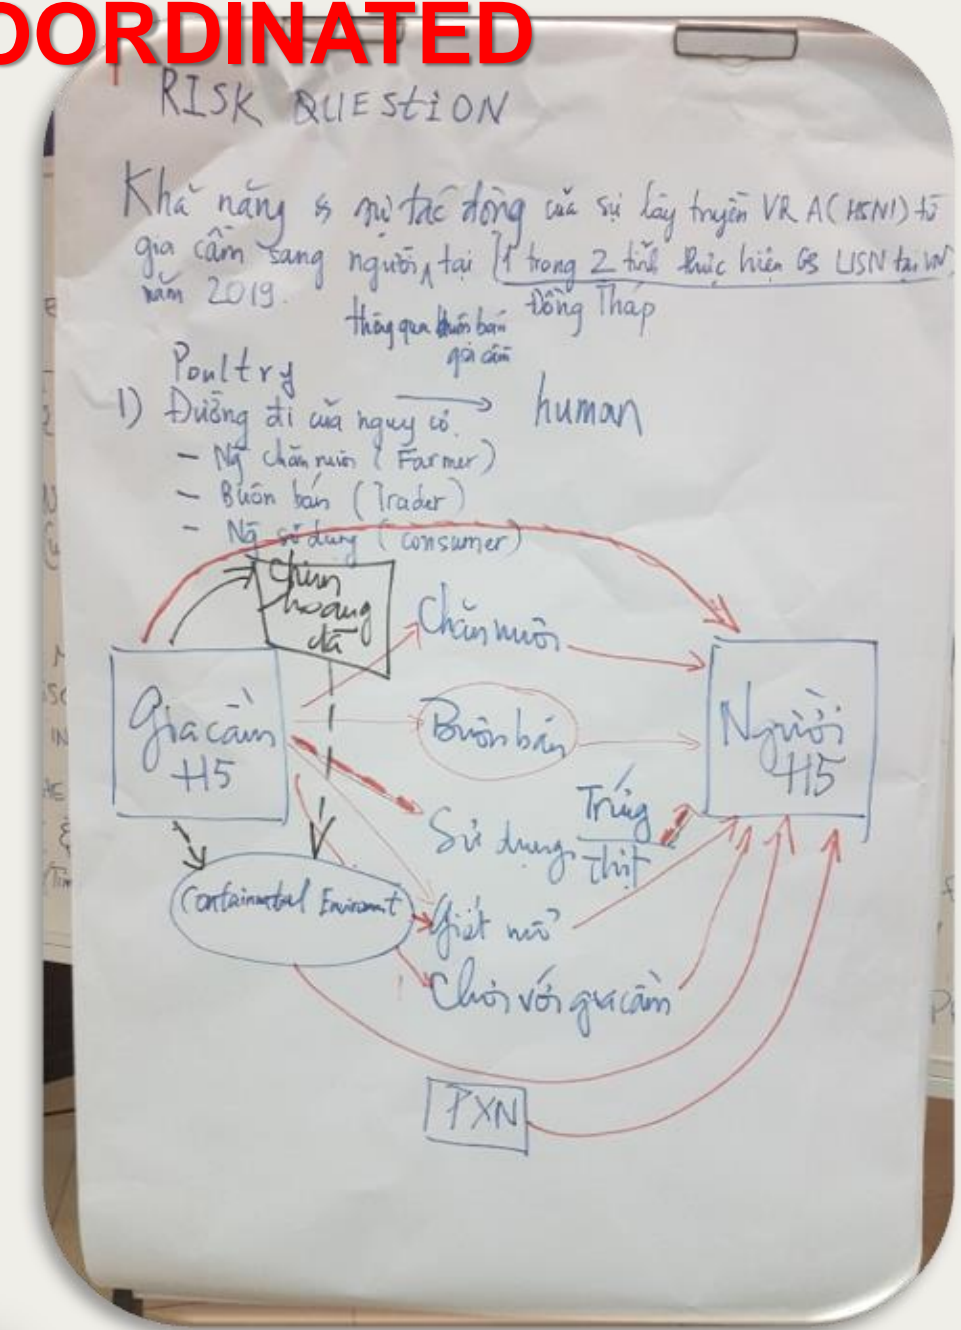 OORDINATED
RISK QUEStiON
Khả năng & sự tác động của sự lây truyền VR A(H5N1) từ
gia cầm sang người, tại 1 trong 2 tỉnh thực hiện GS LISN tại VN
năm 2019.
Đồng Tháp
thông qua buôn bán
gia cầm
Poultry
human
1) Đường đi của nguy cơ.
- Ng̃ chăn nuôi (Farmer)
- Buôn bán (Trader)
- Ng̃ sử dụng (consumer)
Chim
hoang
dã
Chăn nuôi
Gia cầm
H5
Buôn bán
Người
H5
Sử dụng
Trứng
Thịt
Enviroment
Giết mổ
Chơi với gia cầm
PXN